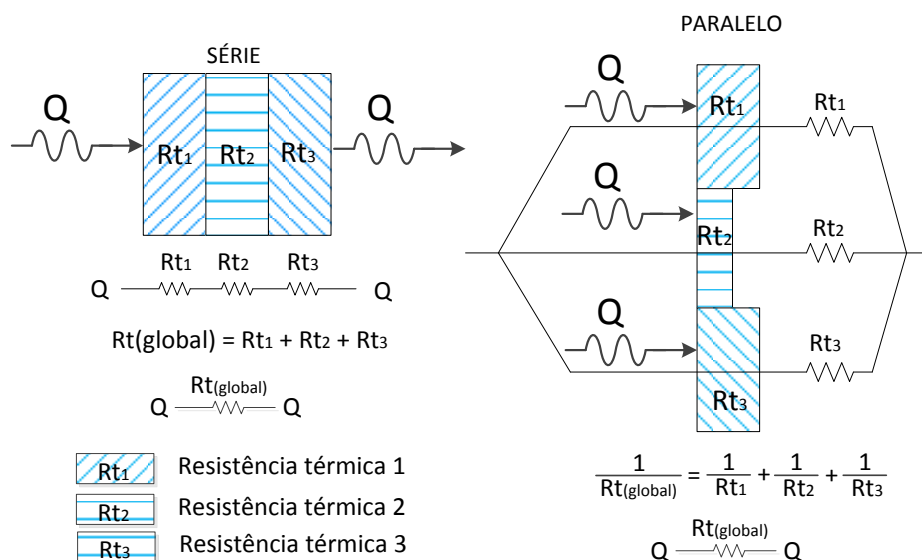 SÉRIE
Q
Q
Rt1
Rt2
Rt3
Rt1
Rt2
Rt3
Q
Q
Rt(global) = Rt1 + Rt2 + Rt3
Rt(global)
Q
Q
Rt1 Resistência térmica 1
Rt2 Resistência térmica 2
Rt3 Resistência térmica 3
PARALELO
Q
Rt1
Rt1
Q
Rt2
Rt2
Q
Rt3
Rt3
1/Rt(global) = 1/Rt1 + 1/Rt2 + 1/Rt3
Rt(global)
Q
Q